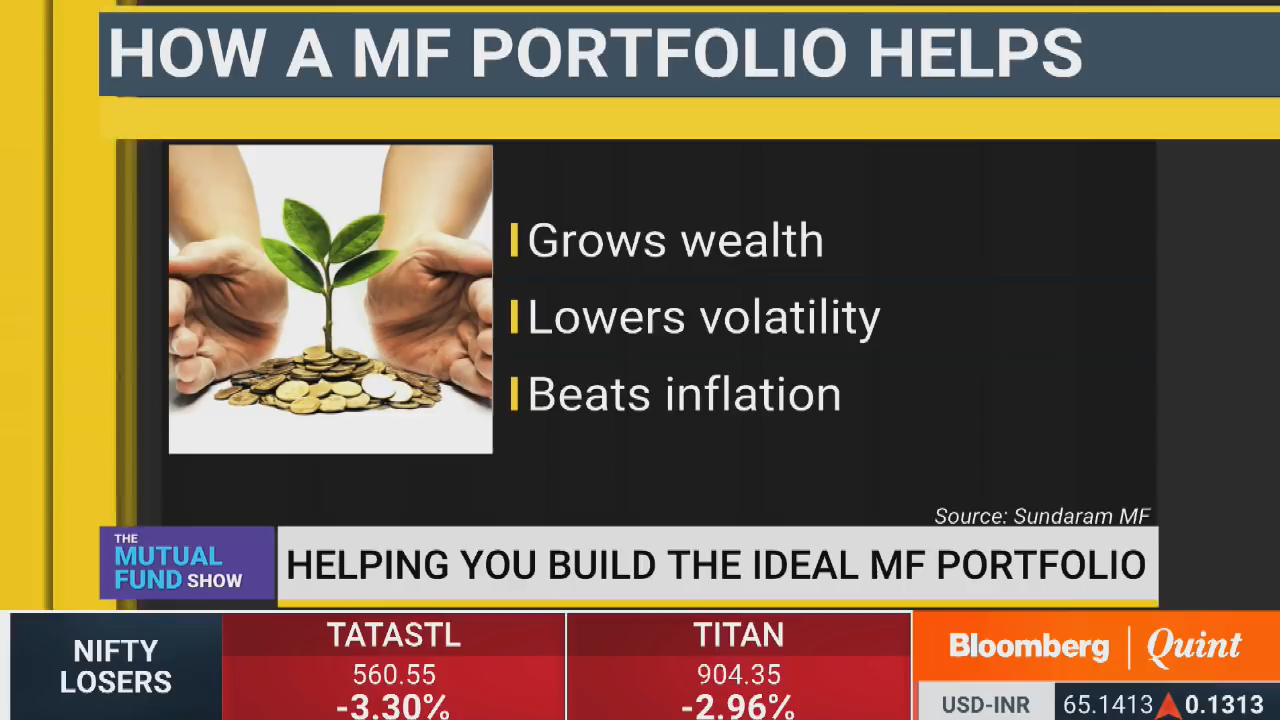 HOW A MF PORTFOLIO HELPS
Grows wealth
Lowers volatility
Beats inflation
Source: Sundaram MF
THE
MUTUAL
FUND SHOW
HELPING YOU BUILD THE IDEAL MF PORTFOLIO
NIFTY
LOSERS
TATASTL
560.55
-3.30%
TITAN
904.35
-2.96%
Bloomberg | Quint
USD-INR 65.1413 0.1313